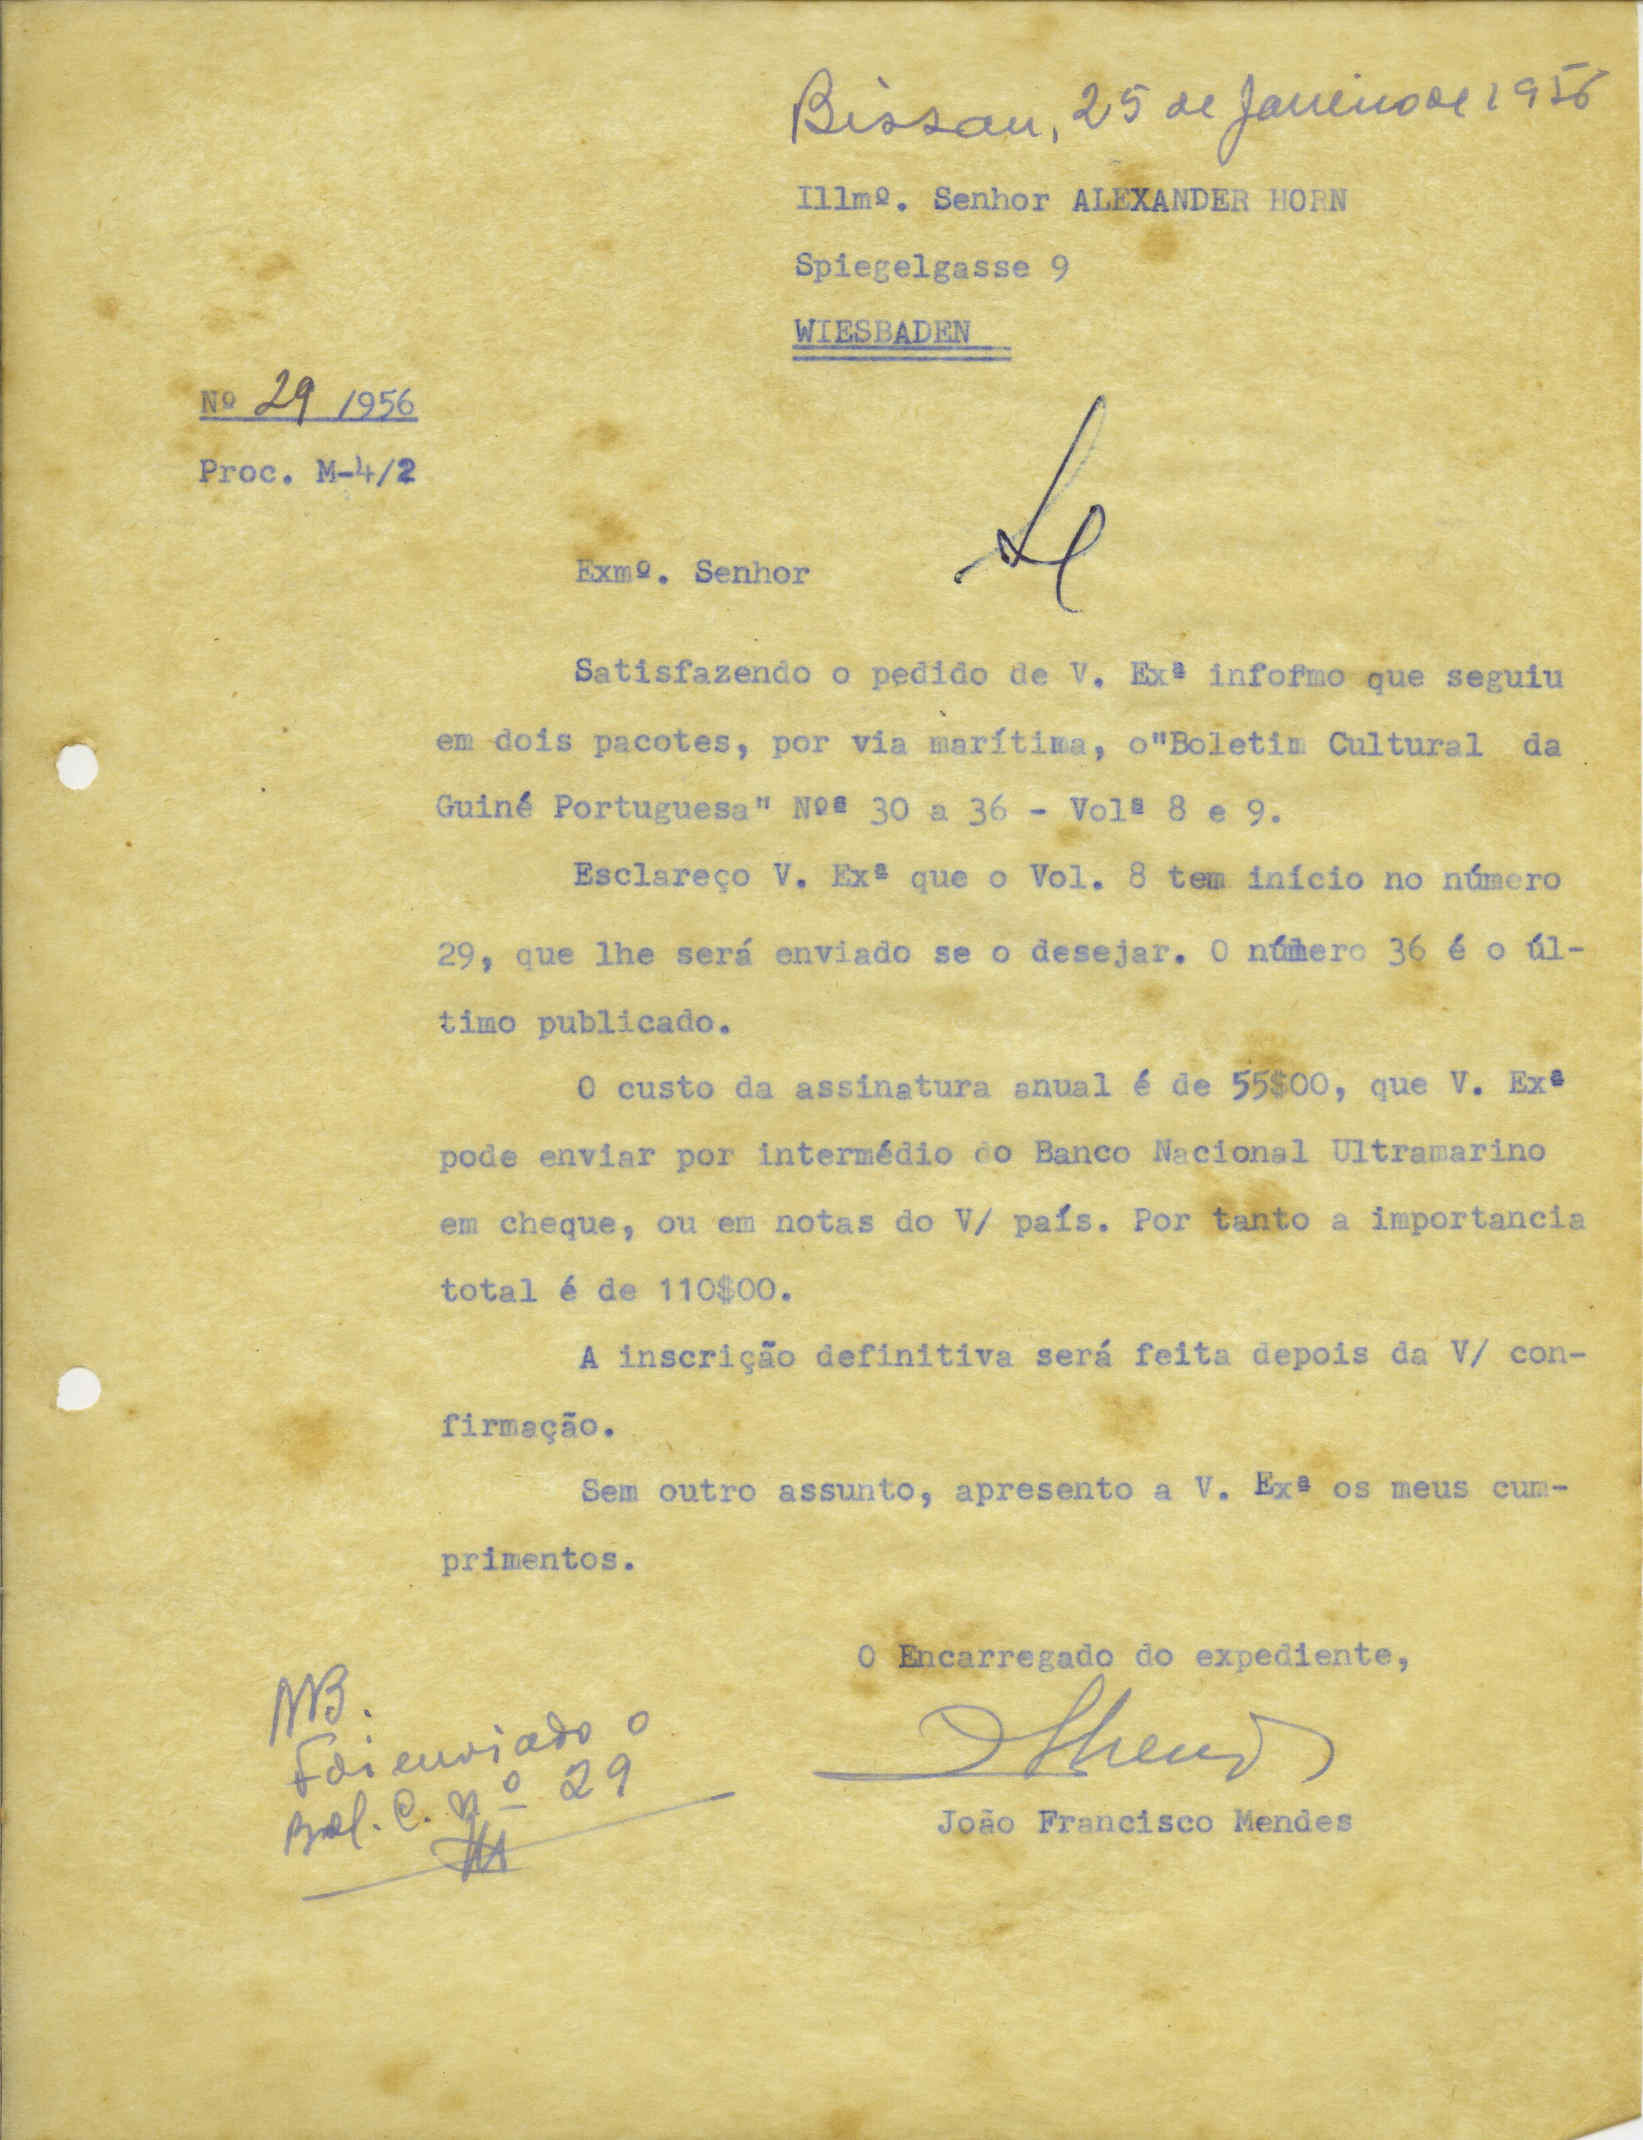 Bissau, 25 de Janeiro de 1956
Illmº. Senhor ALEXANDER HORN
Spiegelgasse 9
WIESBADEN
Nº 29 /956
Proc. M-4/2
Exmº. Senhor
Satisfazendo o pedido de V. Exª informo que seguiu
em dois pacotes, por via marítima, o"Boletim Cultural da
Guiné Portuguesa" Nºˢ 30 a 36 - Volˢ 8 e 9.
Esclareço V. Exª que o Vol. 8 tem início no número
29, que lhe será enviado se o desejar. O número 36 é o úl-
timo publicado.
O custo da assinatura anual é de 55$00, que V. Exª
pode enviar por intermédio do Banco Nacional Ultramarino
em cheque, ou em notas do V/ país. Por tanto a importancia
total é de 110$00.
A inscrição definitiva será feita depois da V/ con-
firmação.
Sem outro assunto, apresento a V. Exª os meus cum-
primentos.
O Encarregado do expediente,
João Francisco Mendes
NB.
Foi enviado o
Bol. C. nº 29